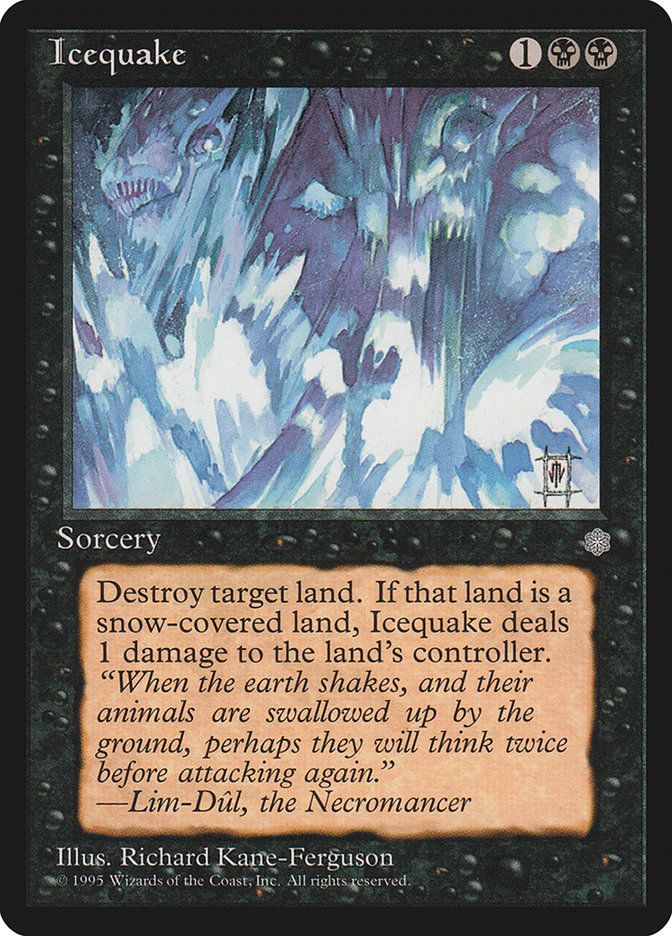 Icequake
1
Sorcery
Destroy target land. If that land is a
snow-covered land, Icequake deals
1 damage to the land's controller.
“When the earth shakes, and their
animals are swallowed up by the
ground, perhaps they will think twice
before attacking again.”
—Lim-Dûl, the Necromancer
Illus. Richard Kane-Ferguson
© 1995 Wizards of the Coast, Inc. All rights reserved.